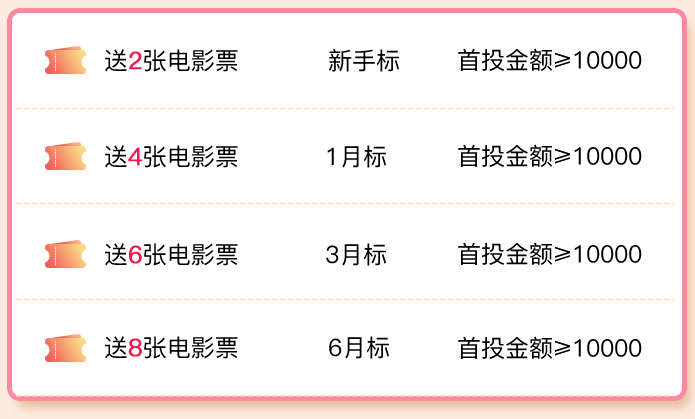 送2张电影票 新手标 首投金额≥10000
送4张电影票 1月标 首投金额≥10000
送6张电影票 3月标 首投金额≥10000
送8张电影票 6月标 首投金额≥10000